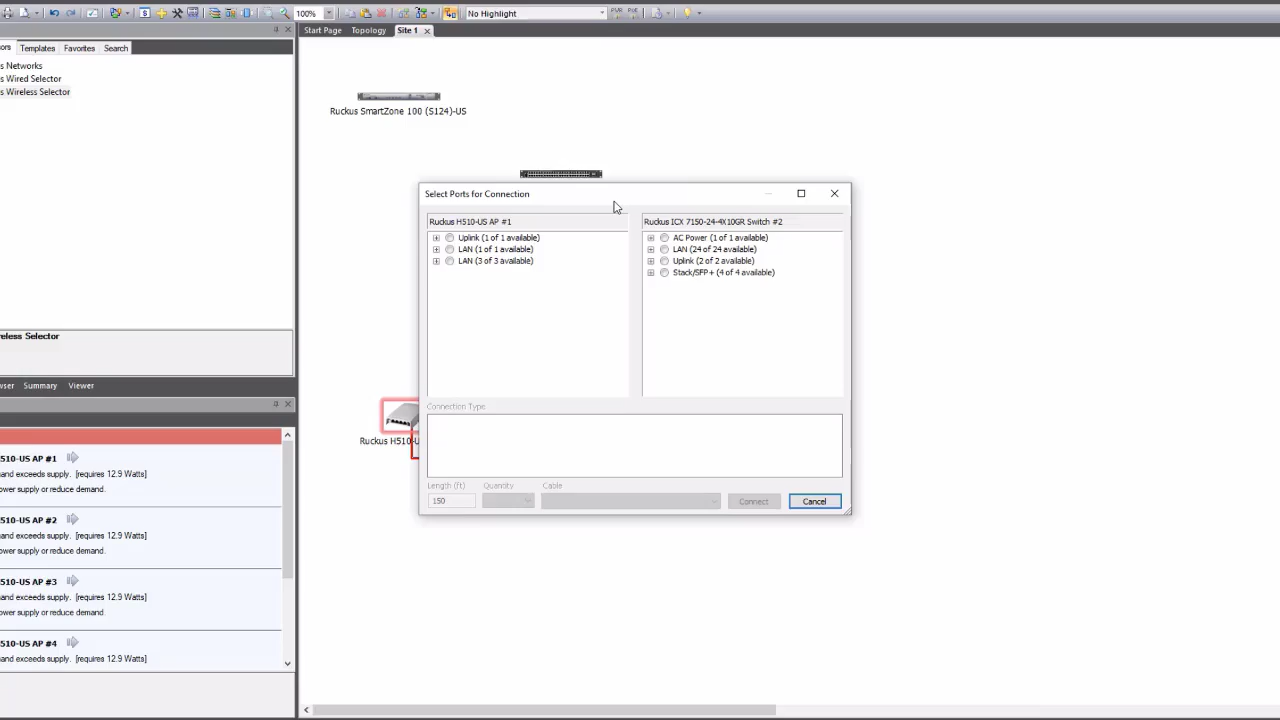 100%
No Highlight
Start Page
Topology
Site 1
ors
Templates
Favorites
Search
s Networks
s Wired Selector
s Wireless Selector
reless Selector
wser
Summary
Viewer
510-US AP #1
and exceeds supply. [requires 12.9 Watts]
ower supply or reduce demand.
510-US AP #2
and exceeds supply. [requires 12.9 Watts]
ower supply or reduce demand.
510-US AP #3
and exceeds supply. [requires 12.9 Watts]
ower supply or reduce demand.
510-US AP #4
and exceeds supply. [requires 12.9 Watts]
Ruckus SmartZone 100 (S124)-US
Ruckus H510-U
Select Ports for Connection
Ruckus H510-US AP #1
Uplink (1 of 1 available)
LAN (1 of 1 available)
LAN (3 of 3 available)
Ruckus ICX 7150-24-4X10GR Switch #2
AC Power (1 of 1 available)
LAN (24 of 24 available)
Uplink (2 of 2 available)
Stack/SFP+ (4 of 4 available)
Connection Type
Length (ft)
Quantity
Cable
150
Connect
Cancel